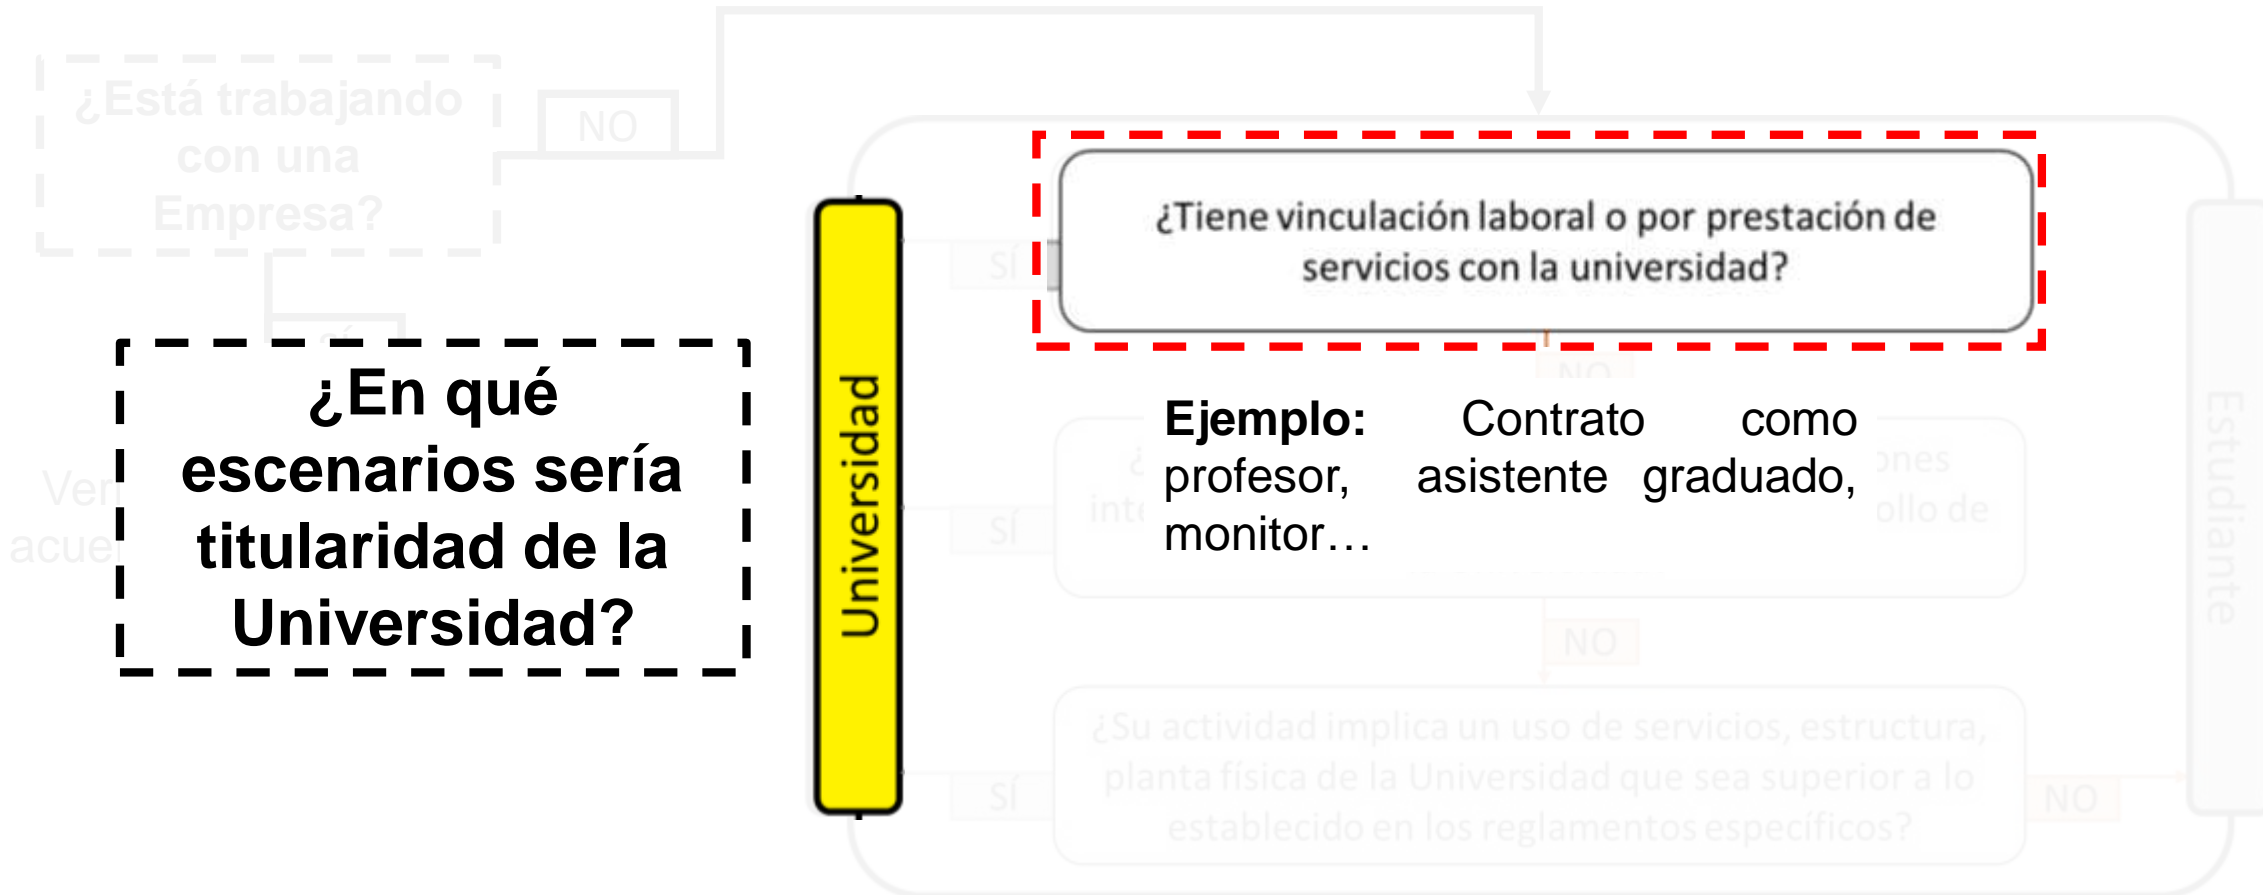 ¿Está trabajando
con una
Empresa?
NO
SÍ
¿En qué
escenarios sería
titularidad de la
Universidad?
Universidad
SÍ
¿Tiene vinculación laboral o por prestación de
servicios con la universidad?
NO
Ejemplo: Contrato como
profesor, asistente graduado,
monitor…
SÍ
NO
¿Su actividad implica un uso de servicios, estructura,
planta física de la Universidad que sea superior a lo
establecido en los reglamentos específicos?
SÍ
NO
Estudiante